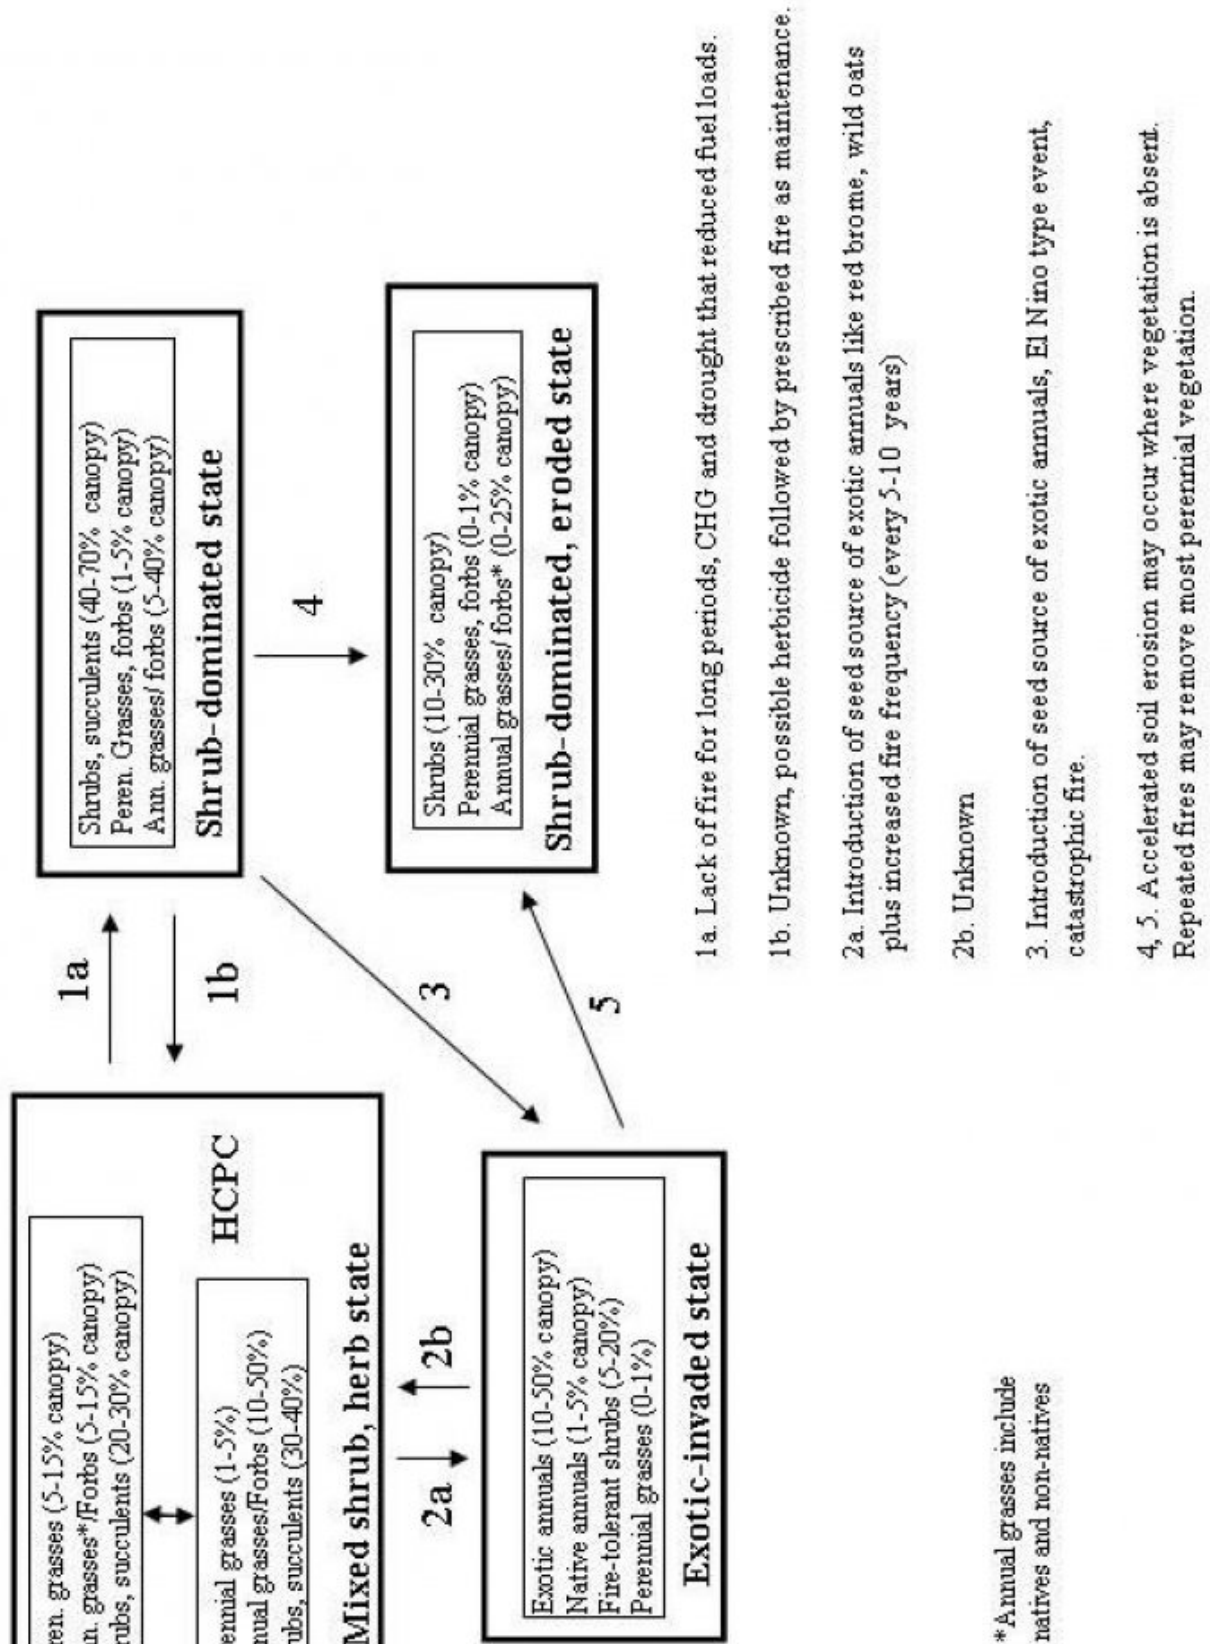 en. grasses (5-15% canopy)
n. grasses*/Forbs (5-15% canopy)
ubs, succulents (20-30% canopy)
HCPC
ennial grasses (1-5%)
nual grasses/Forbs (10-50%)
ubs, succulents (30-40%)
Mixed shrub, herb state
1a
1b
Shrubs, succulents (40-70% canopy)
Peren. Grasses, forbs (1-5% canopy)
Ann. grasses/ forbs (5-40% canopy)
Shrub-dominated state
2a
2b
3
4
5
Exotic annuals (10-50% canopy)
Native annuals (1-5% canopy)
Fire-tolerant shrubs (5-20%)
Perennial grasses (0-1%)
Exotic-invaded state
Shrubs (10-30% canopy)
Perennial grasses, forbs (0-1% canopy)
Annual grasses/ forbs* (0-25% canopy)
Shrub-dominated, eroded state
1a. Lack of fire for long periods, CHG and drought that reduced fuel loads.
1b. Unknown, possible herbicide followed by prescribed fire as maintenance.
2a. Introduction of seed source of exotic annuals like red brome, wild oats
plus increased fire frequency (every 5-10 years)
2b. Unknown
3. Introduction of seed source of exotic annuals, El Nino type event,
catastrophic fire.
4, 5. Accelerated soil erosion may occur where vegetation is absent.
Repeated fires may remove most perennial vegetation.
*Annual grasses include
natives and non-natives